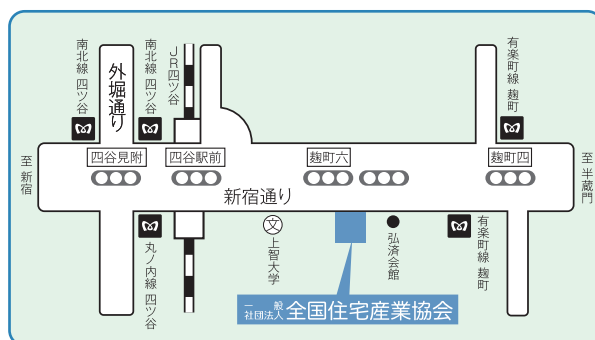 南北線 四ツ谷
外堀通り
南北線 四ツ谷
JR四ツ谷
有楽町線 麹町
至 新宿
四谷見附
四谷駅前
麹町六
麹町四
至 半蔵門
新宿通り
丸ノ内線 四ツ谷
文
上智大学
弘済会館
有楽町線 麹町
一般社団法人 全国住宅産業協会